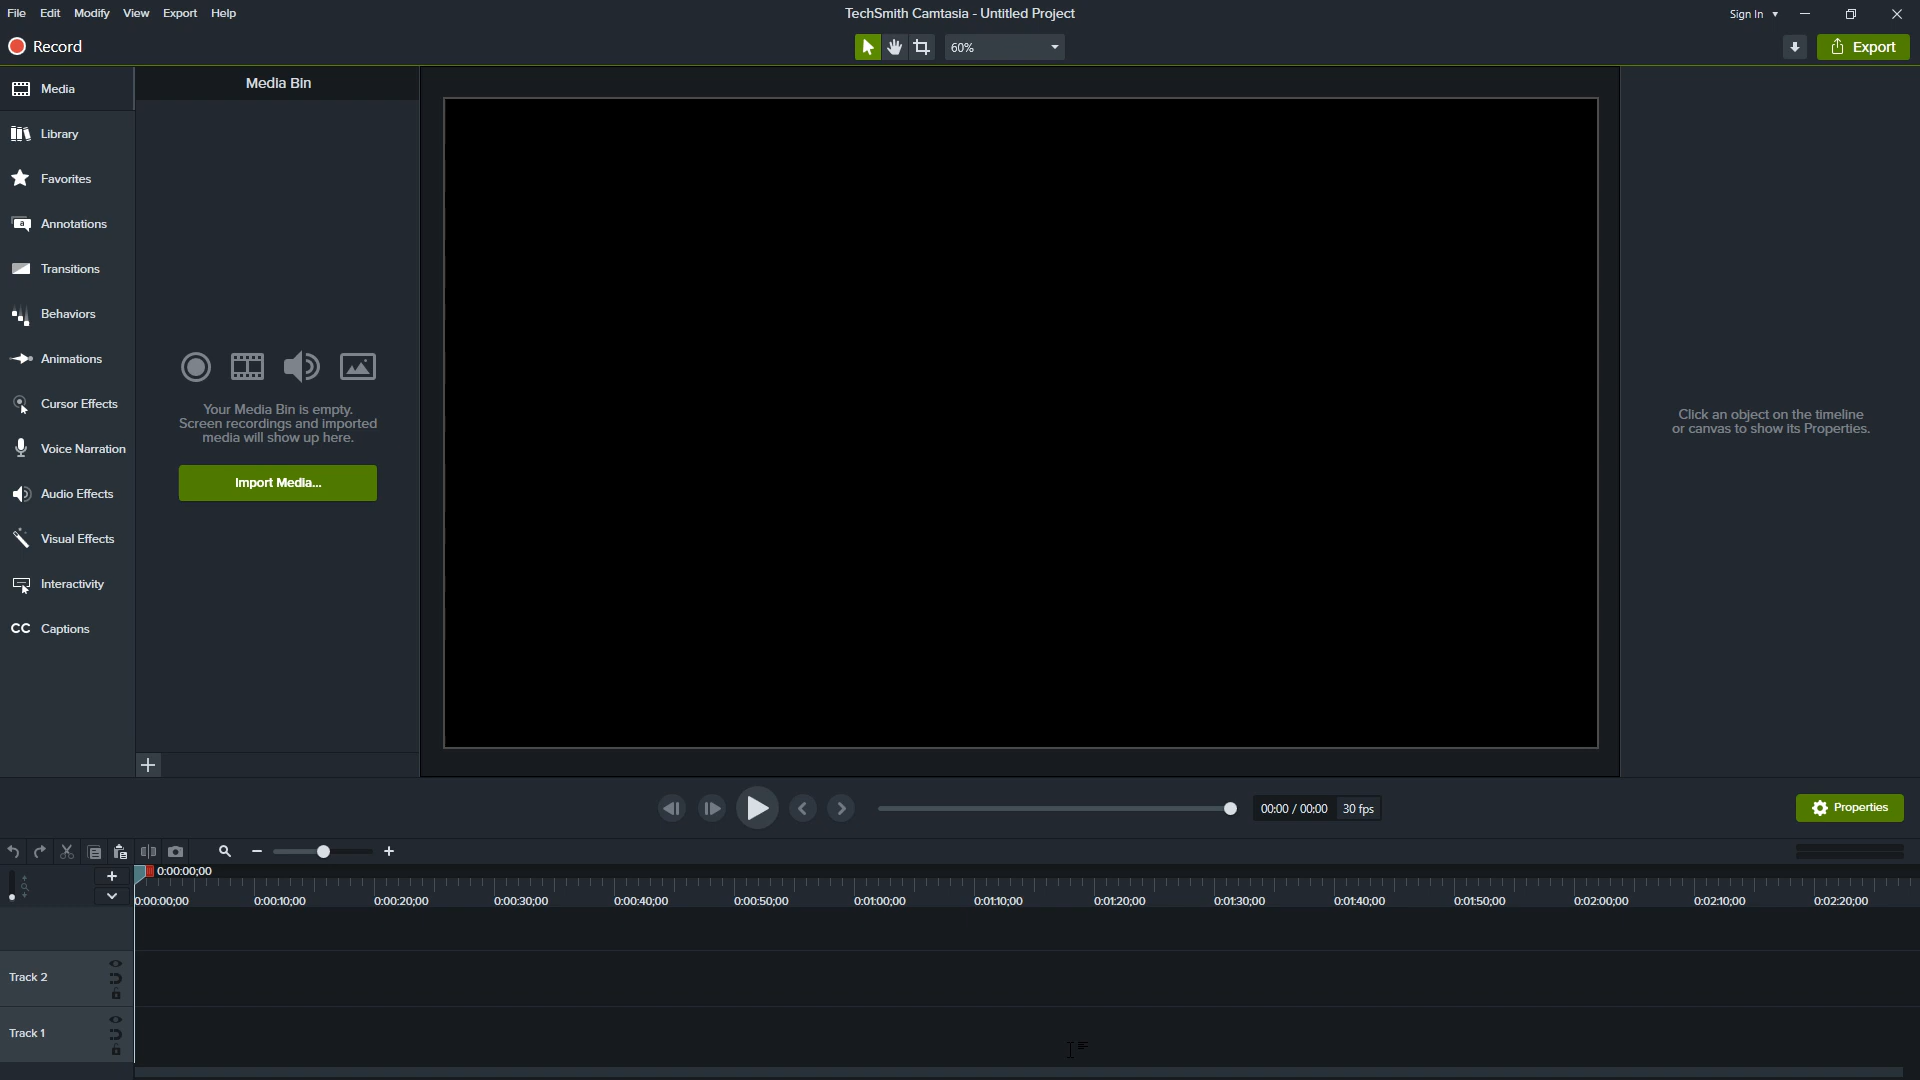 File Edit Modify View Export Help
TechSmith Camtasia - Untitled Project
Sign In
Record
60%
Export
Media
Media Bin
Library
Favorites
Annotations
Transitions
Behaviors
Animations
Cursor Effects
Voice Narration
Audio Effects
Visual Effects
Interactivity
CC Captions
Your Media Bin is empty.
Screen recordings and imported
media will show up here.
Import Media...
Click an object on the timeline
or canvas to show its Properties.
00:00 / 00:00 30 fps
Properties
0:00:00;00
0:00:00;00 0:00:10;00 0:00:20;00 0:00:30;00 0:00:40;00 0:00:50;00 0:01:00;00 0:01:10;00 0:01:20;00 0:01:30;00 0:01:40;00 0:01:50;00 0:02:00;00 0:02:10;00 0:02:20;00
Track 2
Track 1